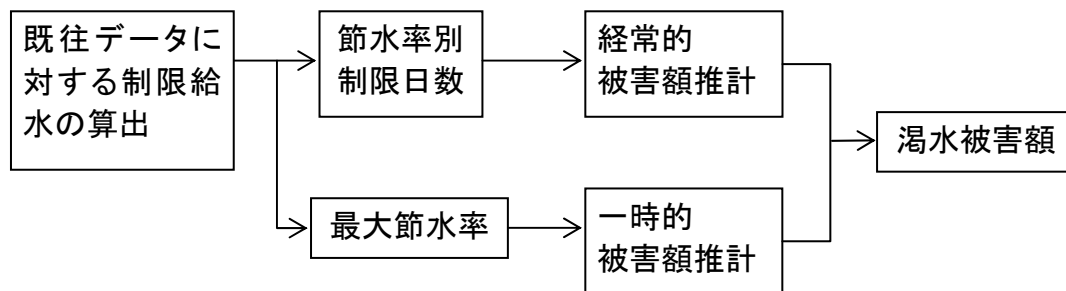 既往データに
対する制限給
水の算出
節水率別
制限日数
経常的
被害額推計
渇水被害額
最大節水率
一時的
被害額推計